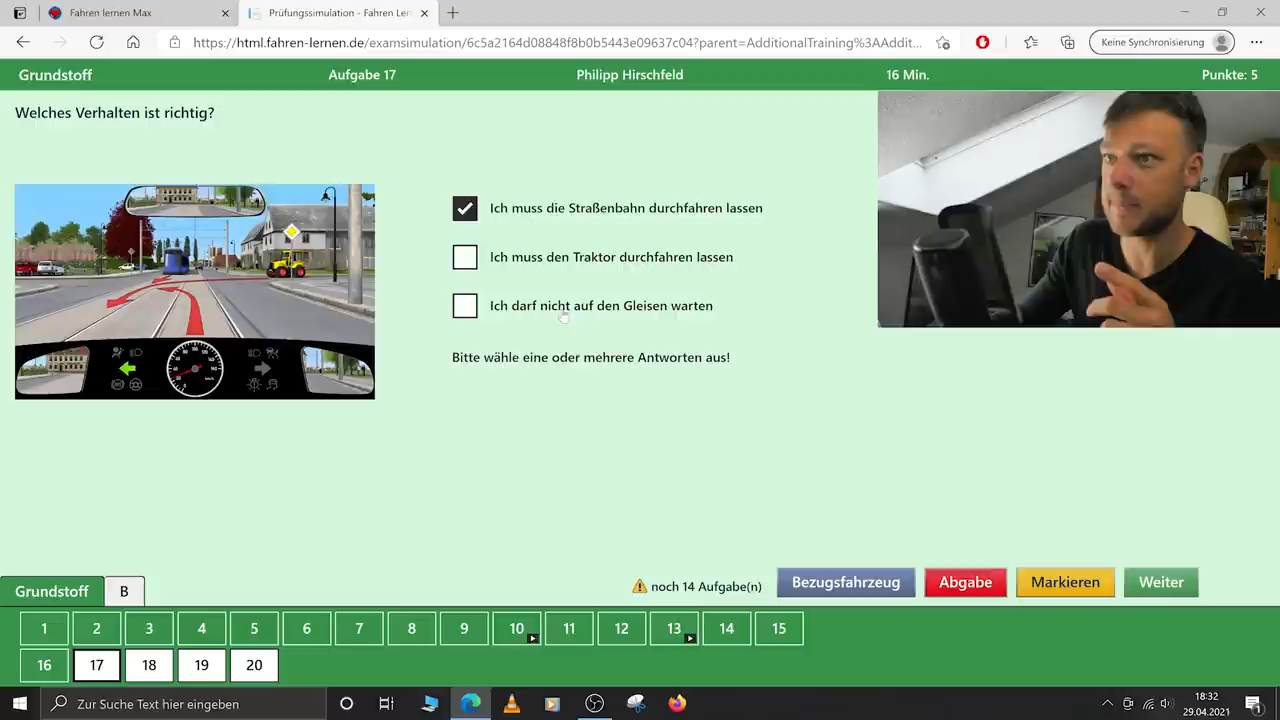 Fahren lernen Max
Prüfungssimulation - Fahren Ler
https://html.fahren-lernen.de/examsimulation/6c5a2164d08848f8b0b5443e09637c04?parent=AdditionalTraining%3AAddit...
Keine Synchronisierung
Grundstoff
Aufgabe 17
Philipp Hirschfeld
16 Min.
Punkte: 5
Welches Verhalten ist richtig?
Ich muss die Straßenbahn durchfahren lassen
Ich muss den Traktor durchfahren lassen
Ich darf nicht auf den Gleisen warten
Bitte wähle eine oder mehrere Antworten aus!
Grundstoff
B
noch 14 Aufgabe(n)
Bezugsfahrzeug
Abgabe
Markieren
Weiter
1 2 3 4 5 6 7 8 9 10 11 12 13 14 15
16 17 18 19 20
Zur Suche Text hier eingeben
18:32
29.04.2021
1